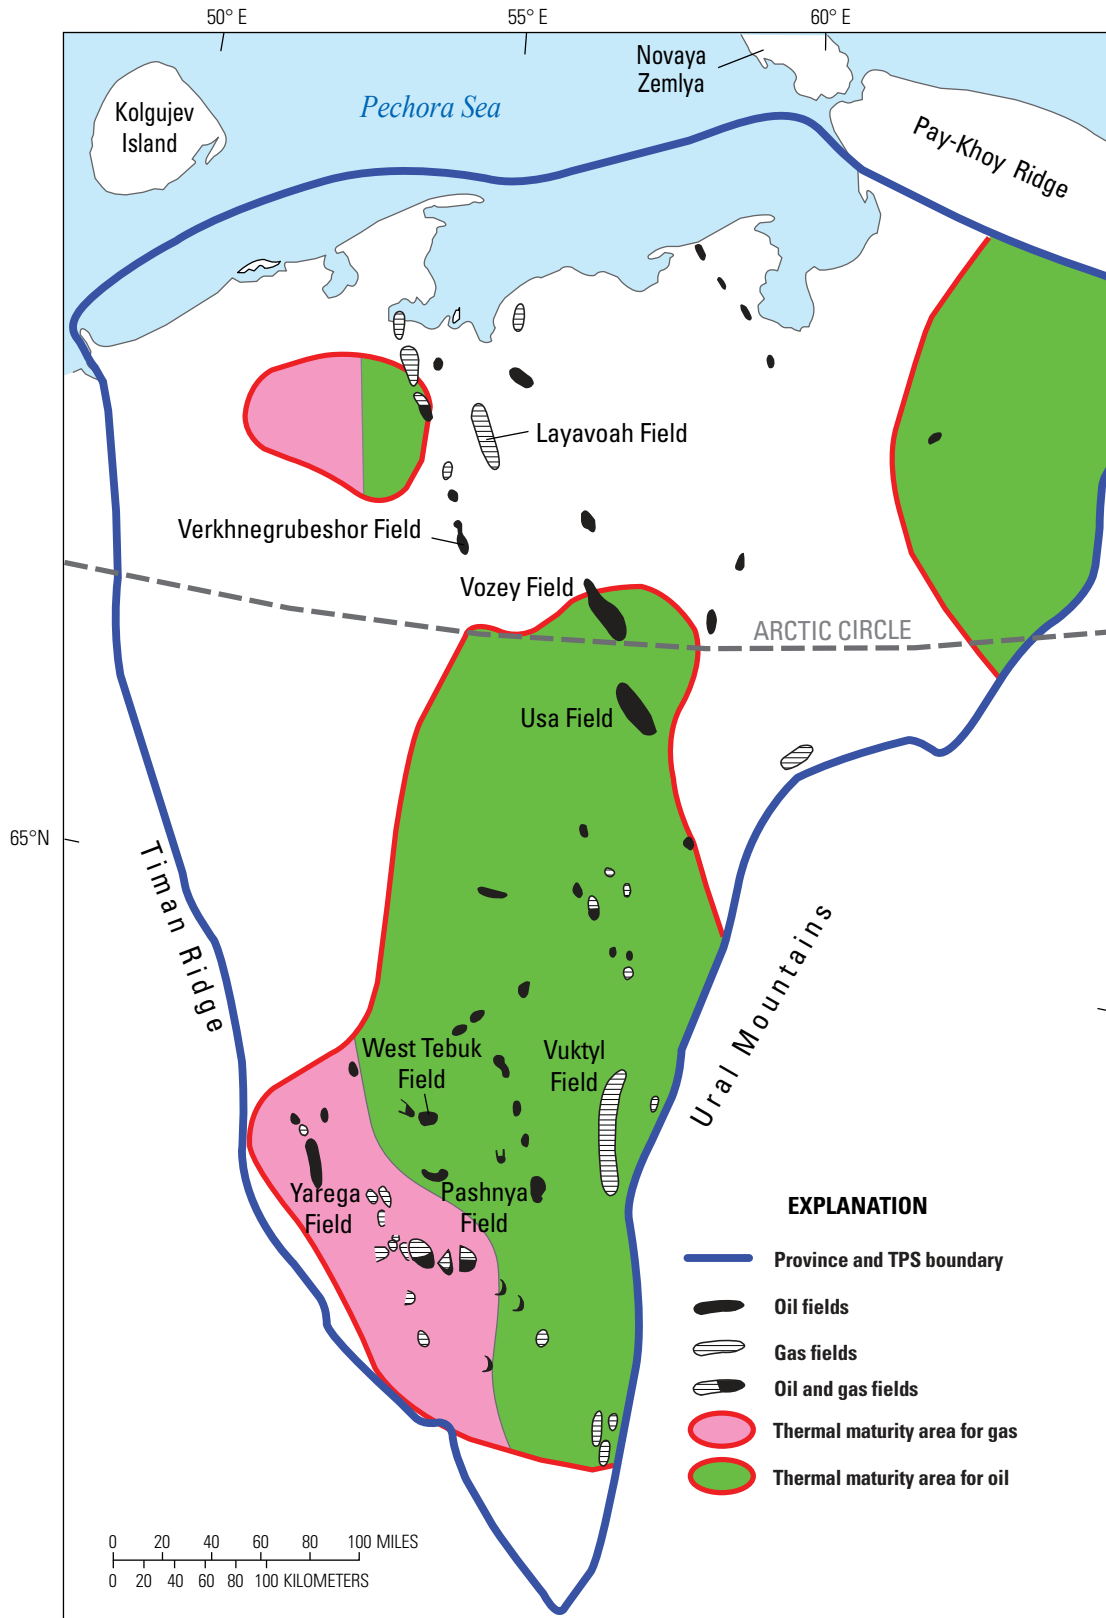 50° E
55° E
60° E
Novaya
Zemlya
Kolgujev
Island
Pechora Sea
Pay-Khoy Ridge
Layavoah Field
Verkhnegrubeshor Field
Vozey Field
ARCTIC CIRCLE
Usa Field
65°N
Timan Ridge
Ural Mountains
West Tebuk
Field
Vuktyl
Field
Yarega
Field
Pashnya
Field
EXPLANATION
Province and TPS boundary
Oil fields
Gas fields
Oil and gas fields
Thermal maturity area for gas
Thermal maturity area for oil
0 20 40 60 80 100 MILES
0 20 40 60 80 100 KILOMETERS